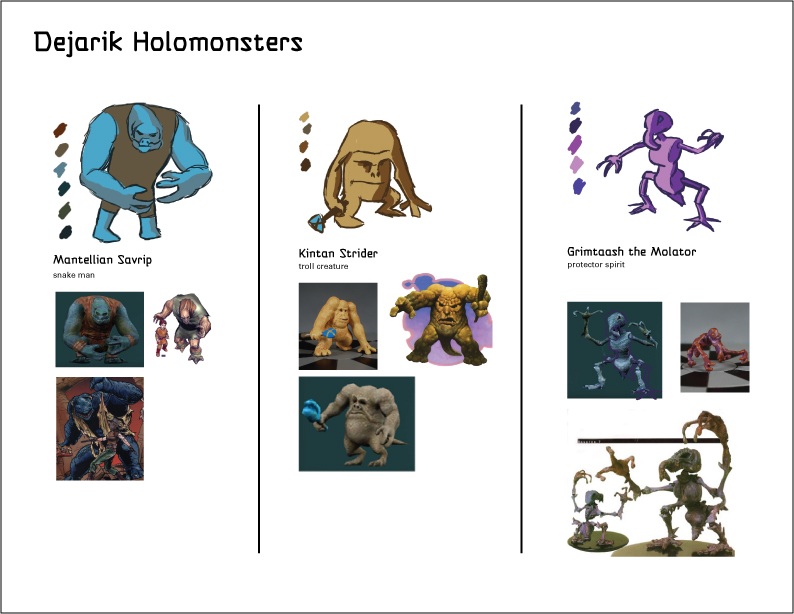 Dejarik Holomonsters
Mantellian Savrip
snake man
Kintan Strider
troll creature
Grimtaash the Molator
protector spirit